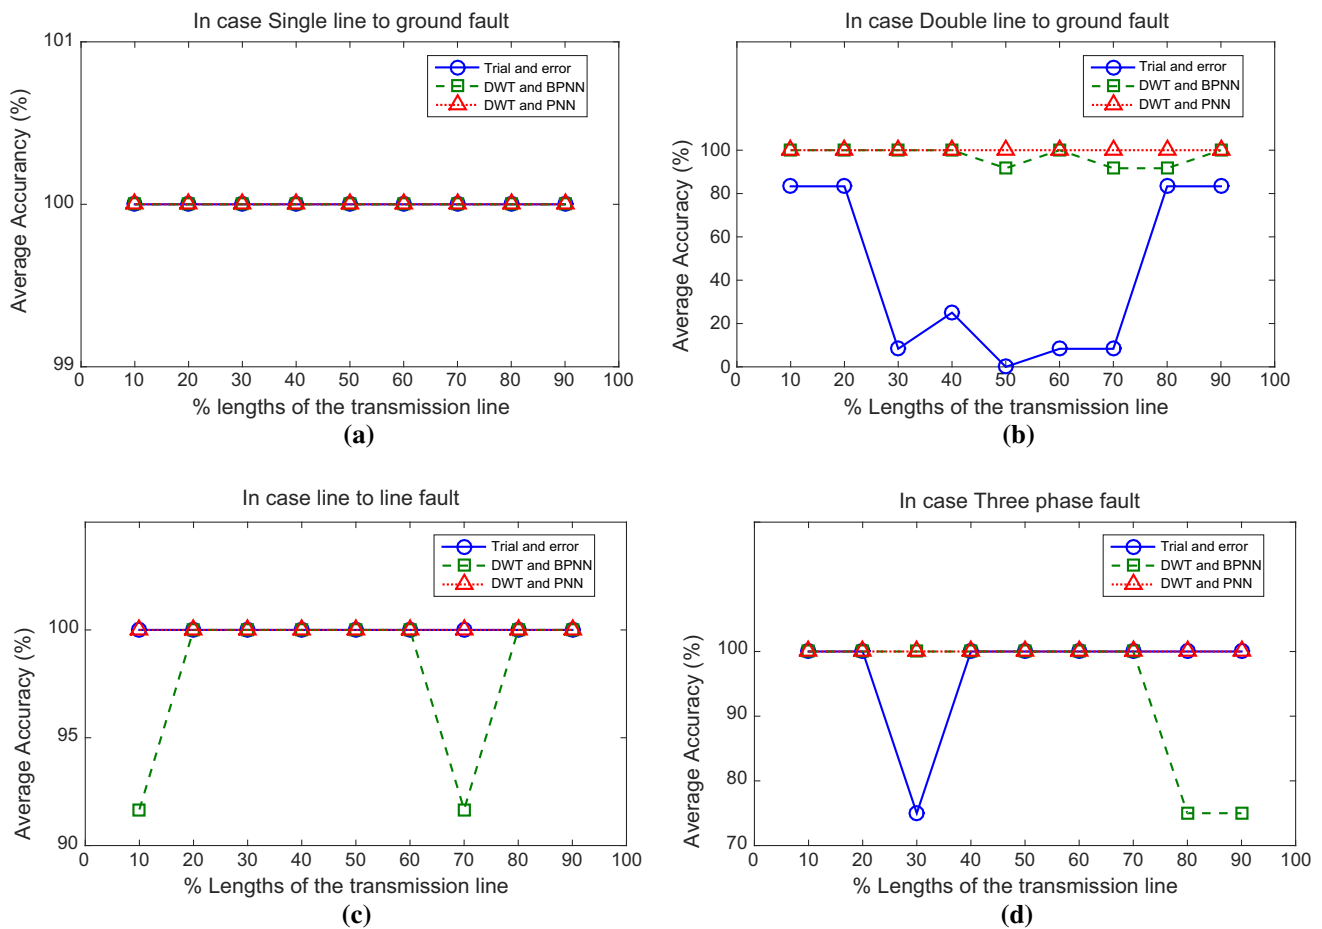 In case Single line to ground fault
101
100
99
Average Accurancy (%)
Trial and error
DWT and BPNN
DWT and PNN
0 10 20 30 40 50 60 70 80 90 100
% lengths of the transmission line
(a)
In case Double line to ground fault
100
80
60
40
20
0
Average Accuracy (%)
Trial and error
DWT and BPNN
DWT and PNN
0 10 20 30 40 50 60 70 80 90 100
% Lengths of the transmission line
(b)
In case line to line fault
100
95
90
Average Accuracy (%)
Trial and error
DWT and BPNN
DWT and PNN
0 10 20 30 40 50 60 70 80 90 100
% Lengths of the transmission line
(c)
In case Three phase fault
100
90
80
70
Average Accuracy (%)
Trial and error
DWT and BPNN
DWT and PNN
0 10 20 30 40 50 60 70 80 90 100
% Lengths of the transmission line
(d)